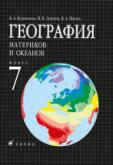 В.А. Коринская, И.В. Душина, В.А. Щенев
ГЕОГРАФИЯ
МАТЕРИКОВ И ОКЕАНОВ
КЛАСС
7